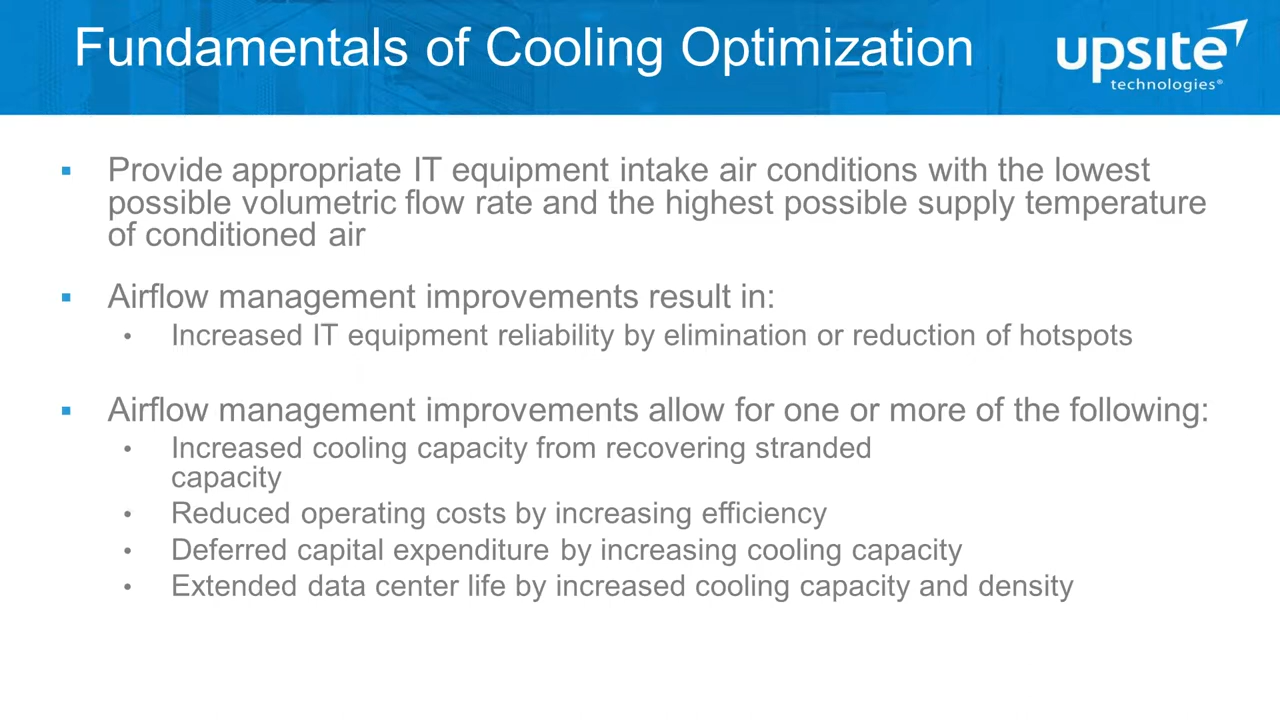 Fundamentals of Cooling Optimization
upsite
technologies®
▪ Provide appropriate IT equipment intake air conditions with the lowest
possible volumetric flow rate and the highest possible supply temperature
of conditioned air
▪ Airflow management improvements result in:
• Increased IT equipment reliability by elimination or reduction of hotspots
▪ Airflow management improvements allow for one or more of the following:
• Increased cooling capacity from recovering stranded
capacity
• Reduced operating costs by increasing efficiency
• Deferred capital expenditure by increasing cooling capacity
• Extended data center life by increased cooling capacity and density